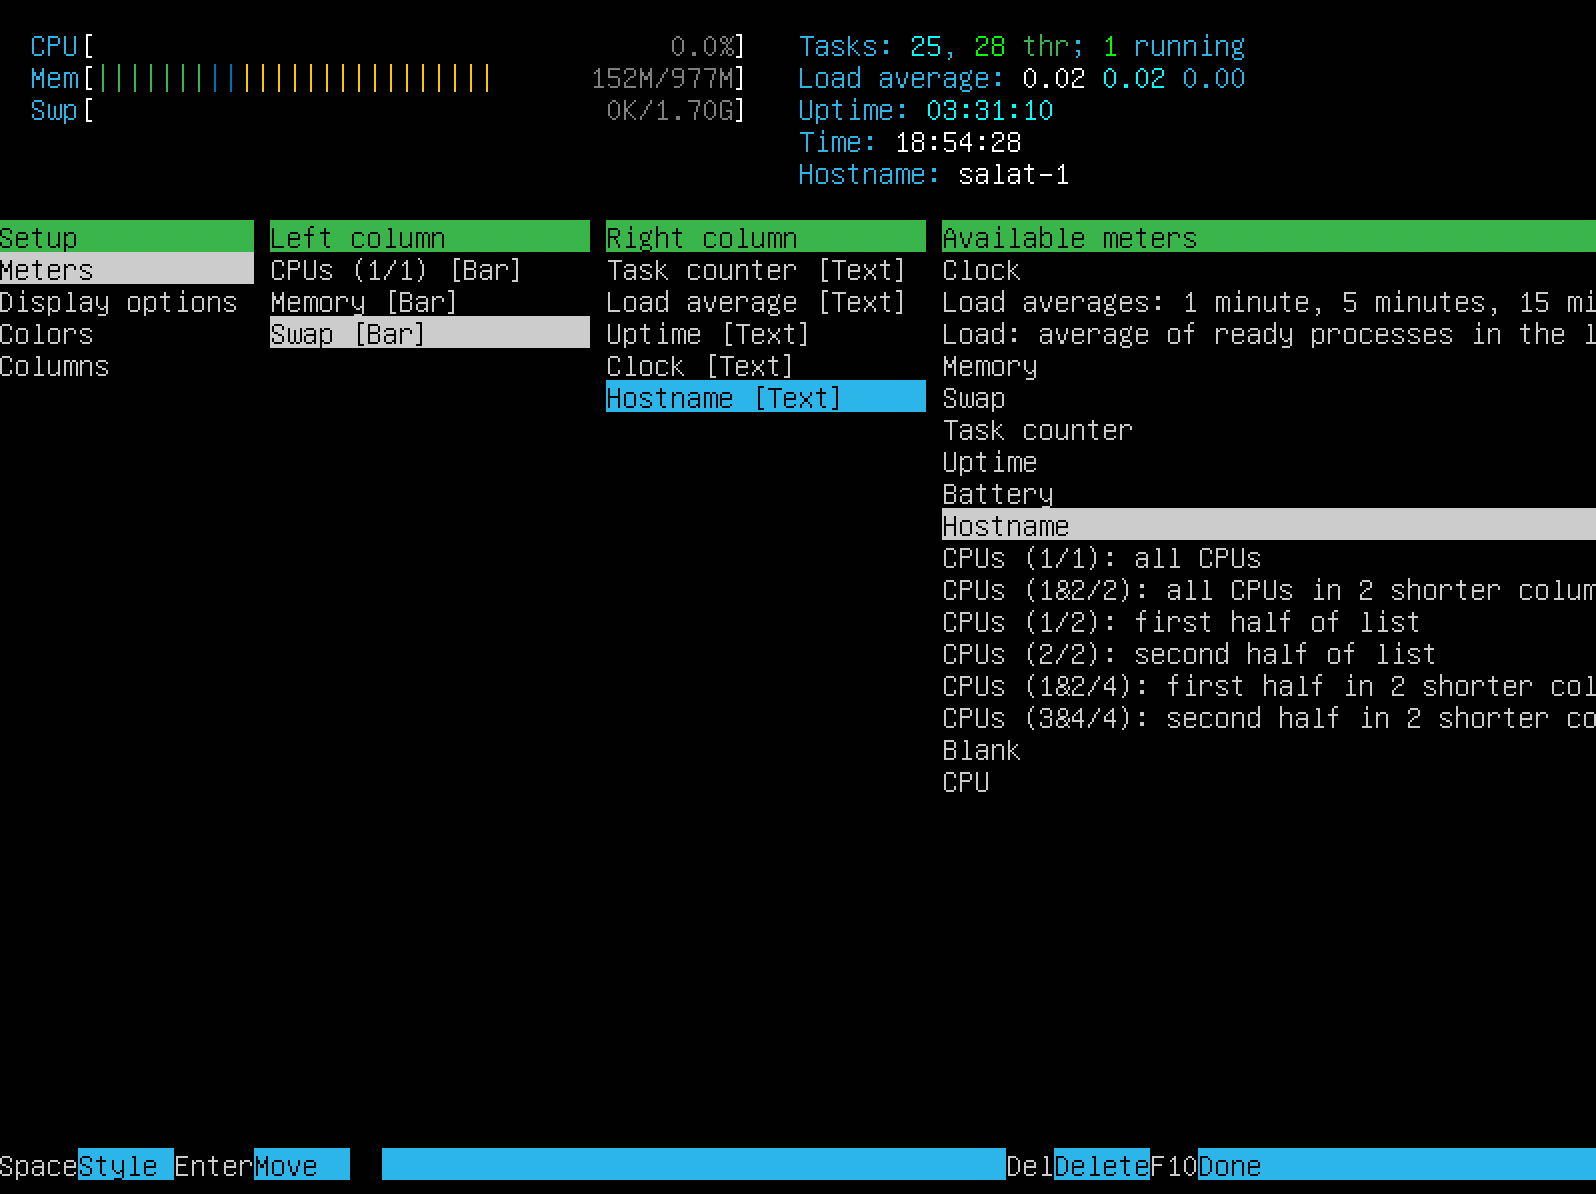 CPU[ 0.0%] Tasks: 25, 28 thr; 1 running
Mem[||||||||||||||||||||||||| 152M/977M] Load average: 0.02 0.02 0.00
Swp[ 0K/1.70G] Uptime: 03:31:10
Time: 18:54:28
Hostname: salat-1
Setup Left column Right column Available meters
Meters CPUs (1/1) [Bar] Task counter [Text] Clock
Display options Memory [Bar] Load average [Text] Load averages: 1 minute, 5 minutes, 15 mi
Colors Swap [Bar] Uptime [Text] Load: average of ready processes in the l
Columns Clock [Text] Memory
Hostname [Text] Swap
Task counter
Uptime
Battery
Hostname
CPUs (1/1): all CPUs
CPUs (1&2/2): all CPUs in 2 shorter colum
CPUs (1/2): first half of list
CPUs (2/2): second half of list
CPUs (1&2/4): first half in 2 shorter col
CPUs (3&4/4): second half in 2 shorter co
Blank
CPU
SpaceStyle EnterMove DelDeleteF10Done